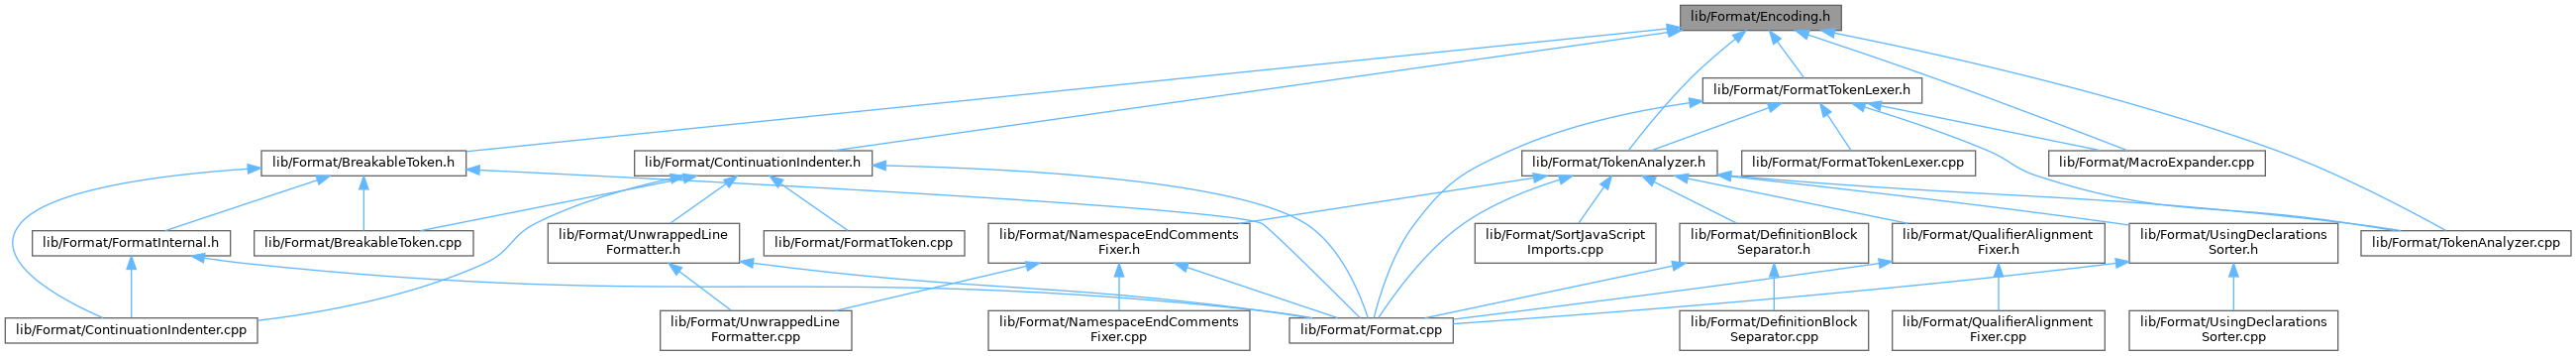 lib/Format/Encoding.h
lib/Format/FormatTokenLexer.h
lib/Format/BreakableToken.h
lib/Format/ContinuationIndenter.h
lib/Format/TokenAnalyzer.h
lib/Format/FormatTokenLexer.cpp
lib/Format/MacroExpander.cpp
lib/Format/FormatInternal.h
lib/Format/BreakableToken.cpp
lib/Format/UnwrappedLine
Formatter.h
lib/Format/FormatToken.cpp
lib/Format/NamespaceEndComments
Fixer.h
lib/Format/SortJavaScript
Imports.cpp
lib/Format/DefinitionBlock
Separator.h
lib/Format/QualifierAlignment
Fixer.h
lib/Format/UsingDeclarations
Sorter.h
lib/Format/TokenAnalyzer.cpp
lib/Format/ContinuationIndenter.cpp
lib/Format/UnwrappedLine
Formatter.cpp
lib/Format/NamespaceEndComments
Fixer.cpp
lib/Format/Format.cpp
lib/Format/DefinitionBlock
Separator.cpp
lib/Format/QualifierAlignment
Fixer.cpp
lib/Format/UsingDeclarations
Sorter.cpp